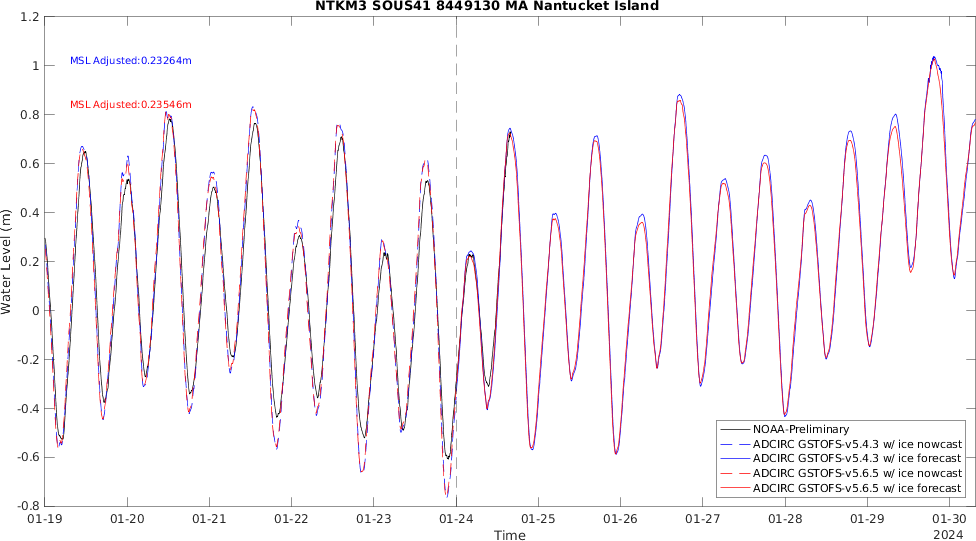 NTKM3 SOUS41 8449130 MA Nantucket Island
1.2
1
0.8
0.6
0.4
0.2
0
-0.2
-0.4
-0.6
-0.8
Water Level (m)
MSL Adjusted:0.23264m
MSL Adjusted:0.23546m
NOAA-Preliminary
ADCIRC GSTOFS-v5.4.3 w/ ice nowcast
ADCIRC GSTOFS-v5.4.3 w/ ice forecast
ADCIRC GSTOFS-v5.6.5 w/ ice nowcast
ADCIRC GSTOFS-v5.6.5 w/ ice forecast
01-19 01-20 01-21 01-22 01-23 01-24 01-25 01-26 01-27 01-28 01-29 01-30
Time
2024